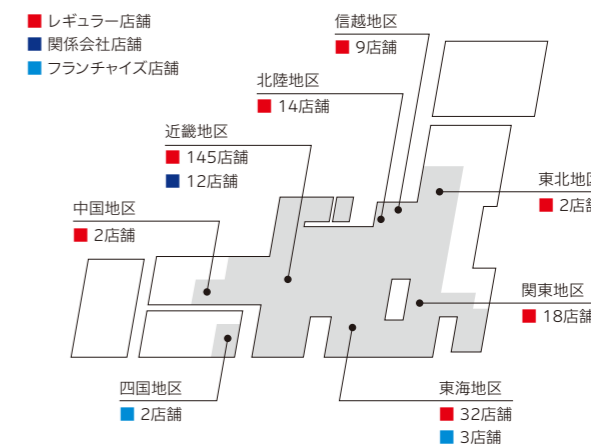 レギュラー店舗
関係会社店舗
フランチャイズ店舗
信越地区
9店舗
北陸地区
14店舗
近畿地区
145店舗
12店舗
中国地区
2店舗
東北地区
2店舗
関東地区
18店舗
四国地区
2店舗
東海地区
32店舗
3店舗